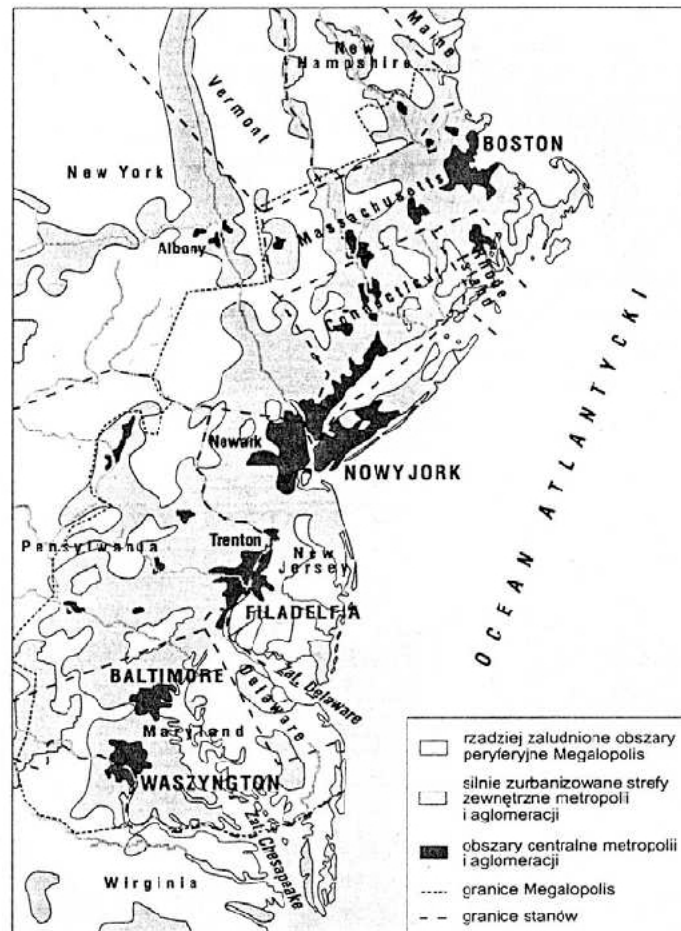 New
Hampshire
Maine
Vermont
BOSTON
New York
Massachusetts
Albany
Connecticut
Rhode
Island
Newark
NOWY JORK
OCEAN ATLANTYCKI
Pensylwania
Trenton
New
Jersey
FILADELFIA
BALTIMORE
Zat. Delaware
Delaware
Maryland
WASZYNGTON
Zat. Chesapeake
Wirginia
rzadziej zaludnione obszary
peryferyjne Megalopolis
silnie zurbanizowane strefy
zewnętrzne metropolii
i aglomeracji
obszary centralne metropolii
i aglomeracji
granice Megalopolis
granice stanów